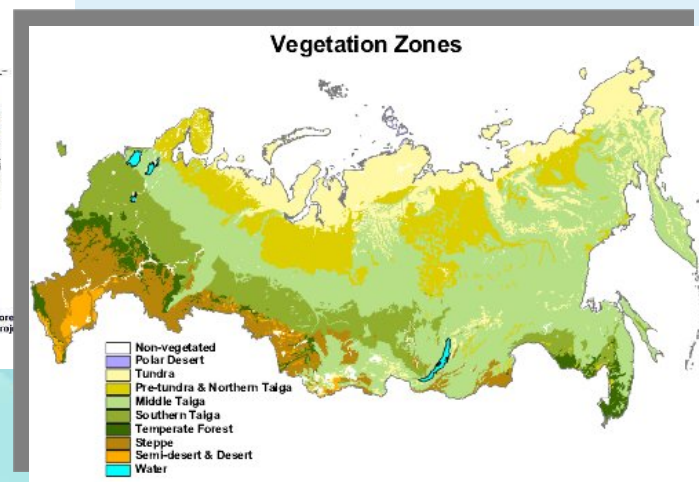 Vegetation Zones
Non-vegetated
Polar Desert
Tundra
Pre-tundra & Northern Taiga
Middle Taiga
Southern Taiga
Temperate Forest
Steppe
Semi-desert & Desert
Water